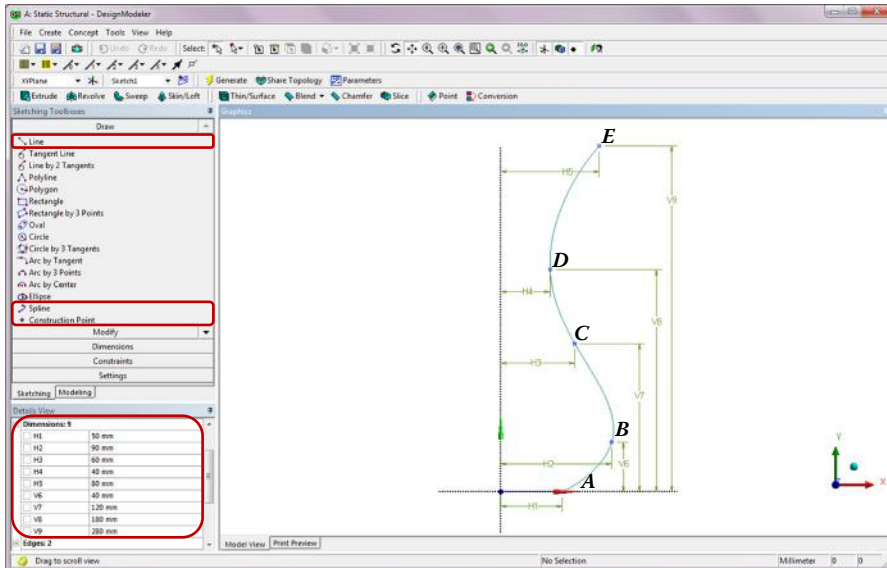 A: Static Structural - DesignModeler
File Create Concept Tools View Help
Undo Redo Select:
XYPlane Sketch1 Generate Share Topology Parameters
Extrude Revolve Sweep Skin/Loft Thin/Surface Blend Chamfer Slice Point Conversion
Sketching Toolboxes
Graphics
Draw
Line
Tangent Line
Line by 2 Tangents
Polyline
Polygon
Rectangle
Rectangle by 3 Points
Oval
Circle
Circle by 3 Tangents
Arc by Tangent
Arc by 3 Points
Arc by Center
Ellipse
Spline
Construction Point
Modify
Dimensions
Constraints
Settings
Sketching Modeling
Details View
Dimensions: 9
H1 50 mm
H2 90 mm
H3 60 mm
H4 40 mm
H5 80 mm
V6 40 mm
V7 120 mm
V8 180 mm
V9 280 mm
Edges: 2
E
H5
V9
D
H4
V8
C
H3
V7
B
H2
V6
A
H1
Y
X
Model View Print Preview
Drag to scroll view No Selection Millimeter 0 0